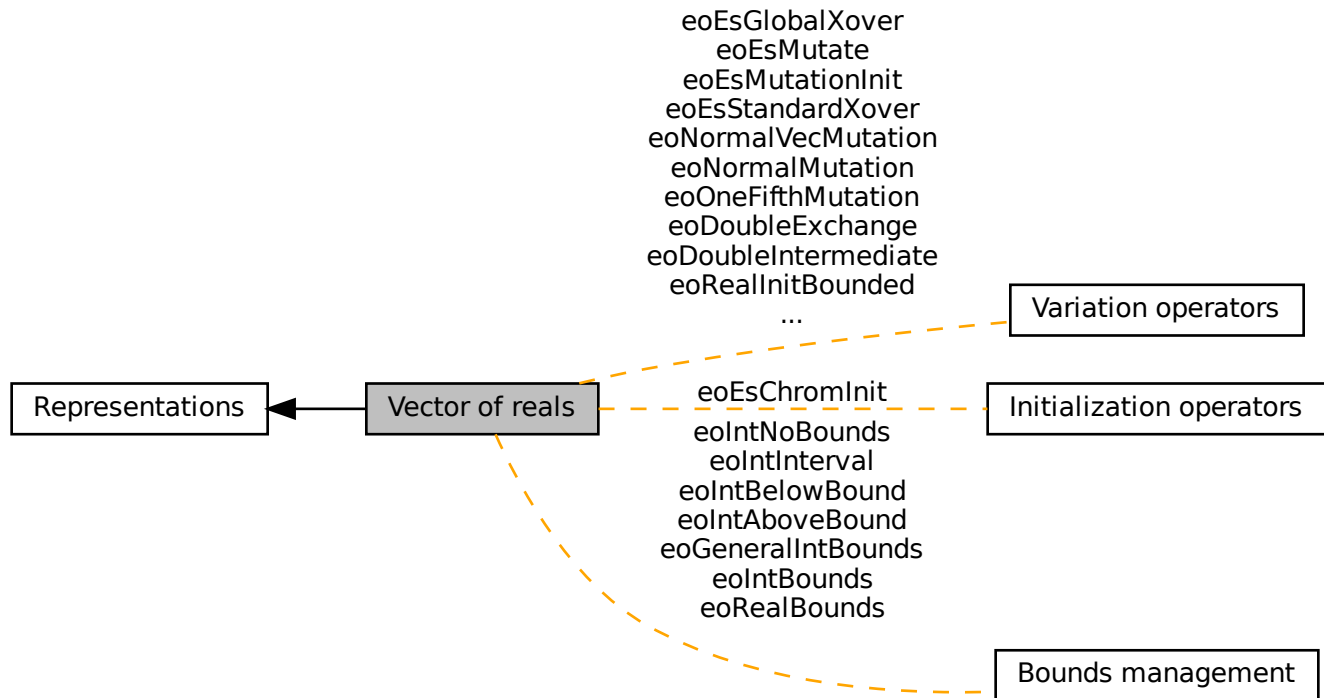 eoEsGlobalXover
eoEsMutate
eoEsMutationInit
eoEsStandardXover
eoNormalVecMutation
eoNormalMutation
eoOneFifthMutation
eoDoubleExchange
eoDoubleIntermediate
eoRealInitBounded
...
Variation operators
Representations
Vector of reals
eoEsChromInit
Initialization operators
eoIntNoBounds
eoIntInterval
eoIntBelowBound
eoIntAboveBound
eoGeneralIntBounds
eoIntBounds
eoRealBounds
Bounds management